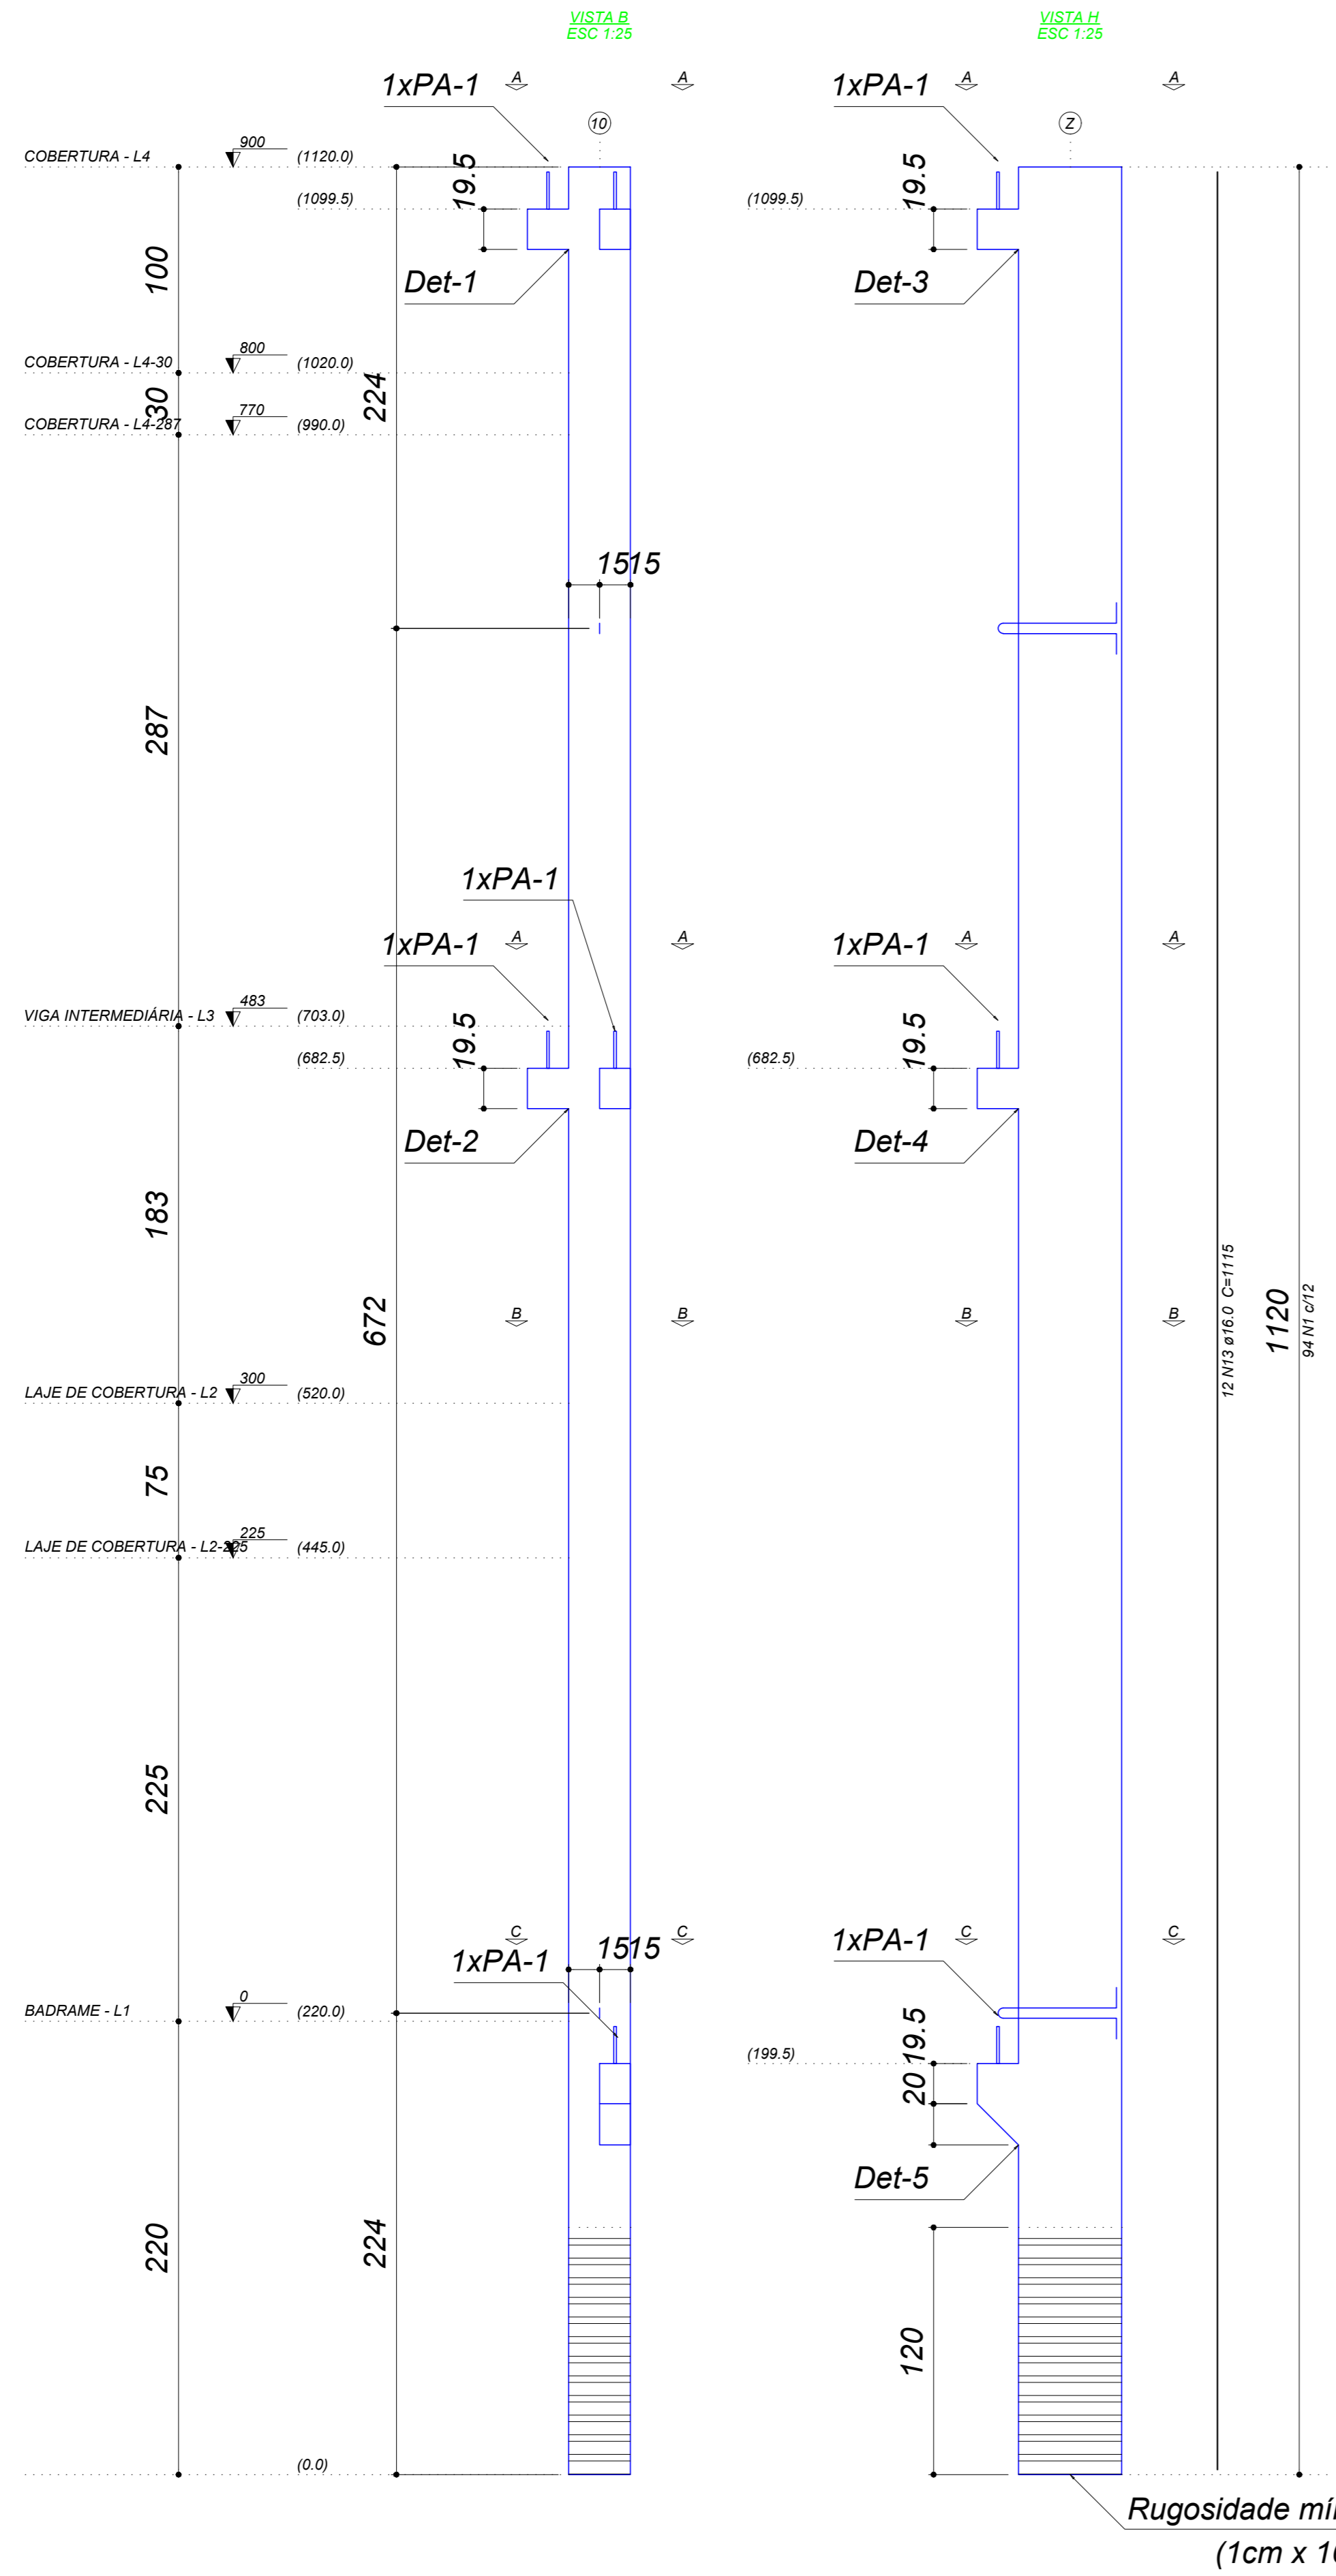 VISTA B
ESC 1:25
VISTA H
ESC 1:25
1xPA-1
A
A
1xPA-1
A
A
10
Z
COBERTURA - L4
900
(1120.0)
19.5
19.5
(1099.5)
(1099.5)
100
Det-1
Det-3
COBERTURA - L4-30
800
(1020.0)
30
224
COBERTURA - L4-287
770
(990.0)
15
15
287
1xPA-1
1xPA-1
A
A
1xPA-1
A
A
VIGA INTERMEDIÁRIA - L3
483
(703.0)
19.5
19.5
(682.5)
(682.5)
Det-2
Det-4
183
672
B
B
B
B
12 N13 ø16.0 C=1115
1120
94 N1 c/12
LAJE DE COBERTURA - L2
300
(520.0)
75
LAJE DE COBERTURA - L2-225
225
(445.0)
225
C
C
1xPA-1
C
C
1xPA-1
15
15
BADRAME - L1
0
(220.0)
19.5
(199.5)
20
Det-5
220
224
120
(0.0)
Rugosidade
(1cm x